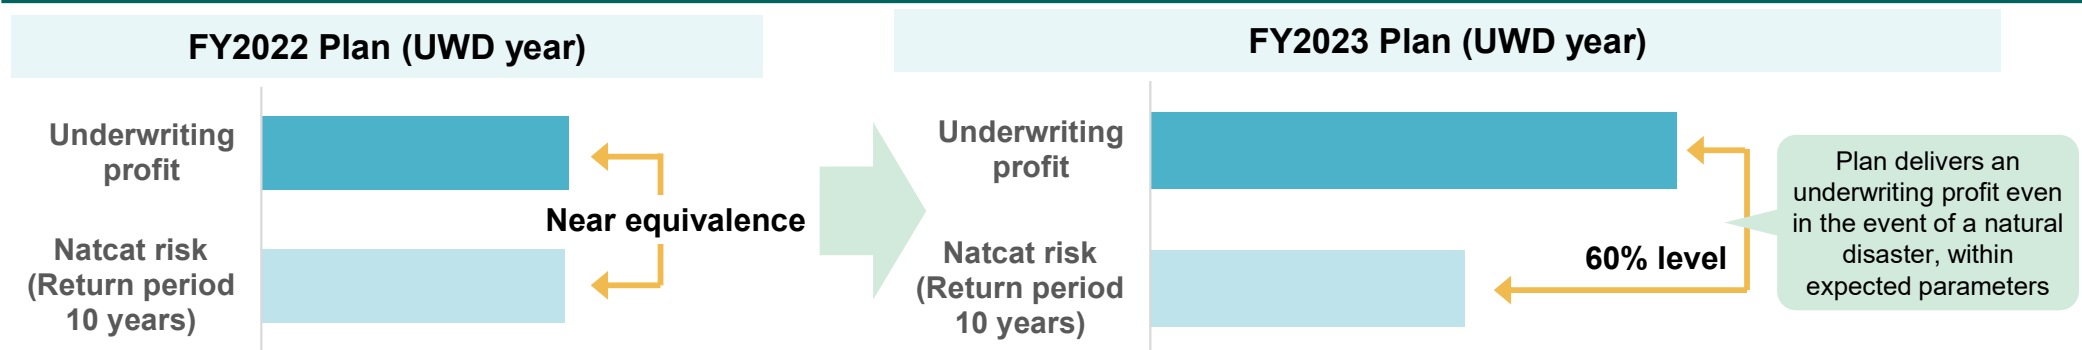 FY2022 Plan (UWD year)
Underwriting
profit
Near equivalence
Natcat risk
(Return period
10 years)
FY2023 Plan (UWD year)
Underwriting
profit
Natcat risk
(Return period
10 years)
60% level
Plan delivers an
underwriting profit even
in the event of a natural
disaster, within
expected parameters